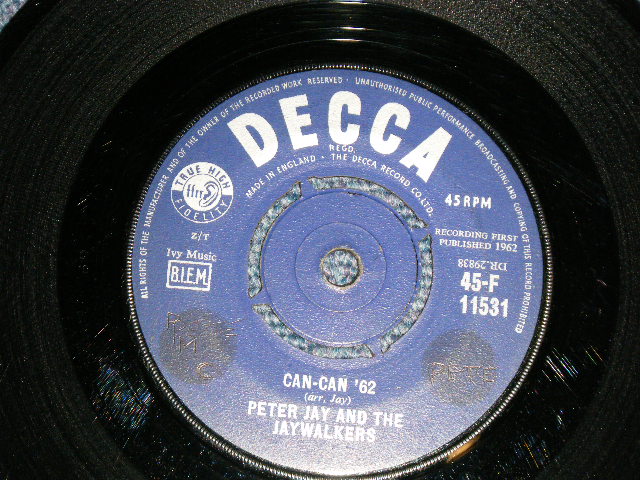 ALL RIGHTS OF THE MANUFACTURER AND OF THE OWNER OF THE RECORDED WORK RESERVED · UNAUTHORISED PUBLIC PERFORMANCE BROADCASTING AND COPYING OF THIS RECORD PROHIBITED
DECCA
REGD.
MADE IN ENGLAND · THE DECCA RECORD CO. LTD.
TRUE HIGH
FIDELITY
45 RPM
Z/T
Ivy Music
B.I.E.M.
RECORDING FIRST
PUBLISHED 1962
DR.29838
45-F
11531
PETE
CAN-CAN '62
(arr. Jay)
PETER JAY AND THE
JAYWALKERS